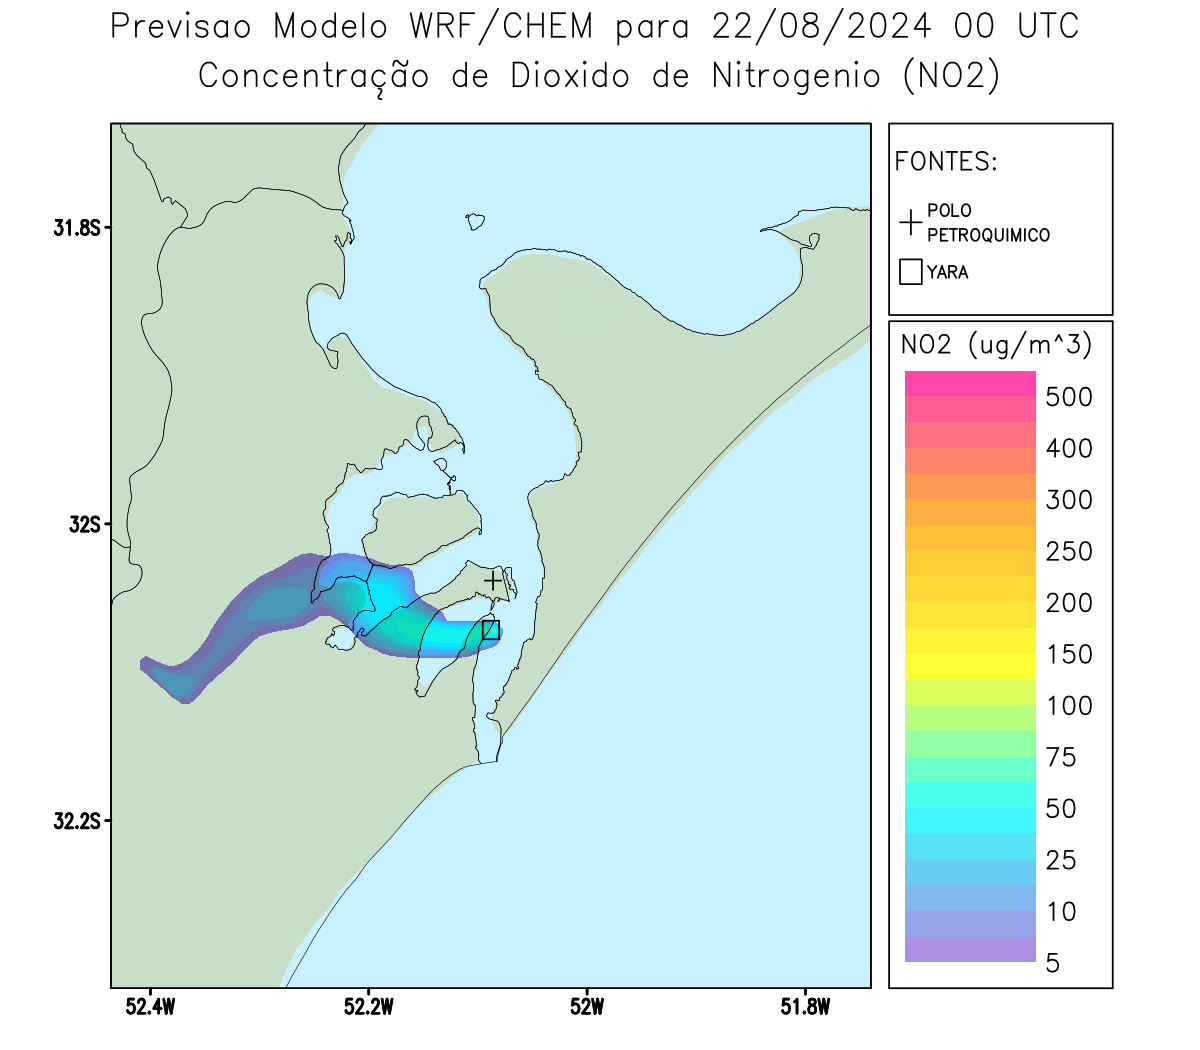 Previsao Modelo WRF/CHEM para 22/08/2024 00 UTC
Concentração de Dioxido de Nitrogenio (NO2)
FONTES:
POLO
PETROQUIMICO
YARA
NO2 (ug/m^3)
500
400
300
250
200
150
100
75
50
25
10
5
31.8S
32S
32.2S
52.4W
52.2W
52W
51.8W